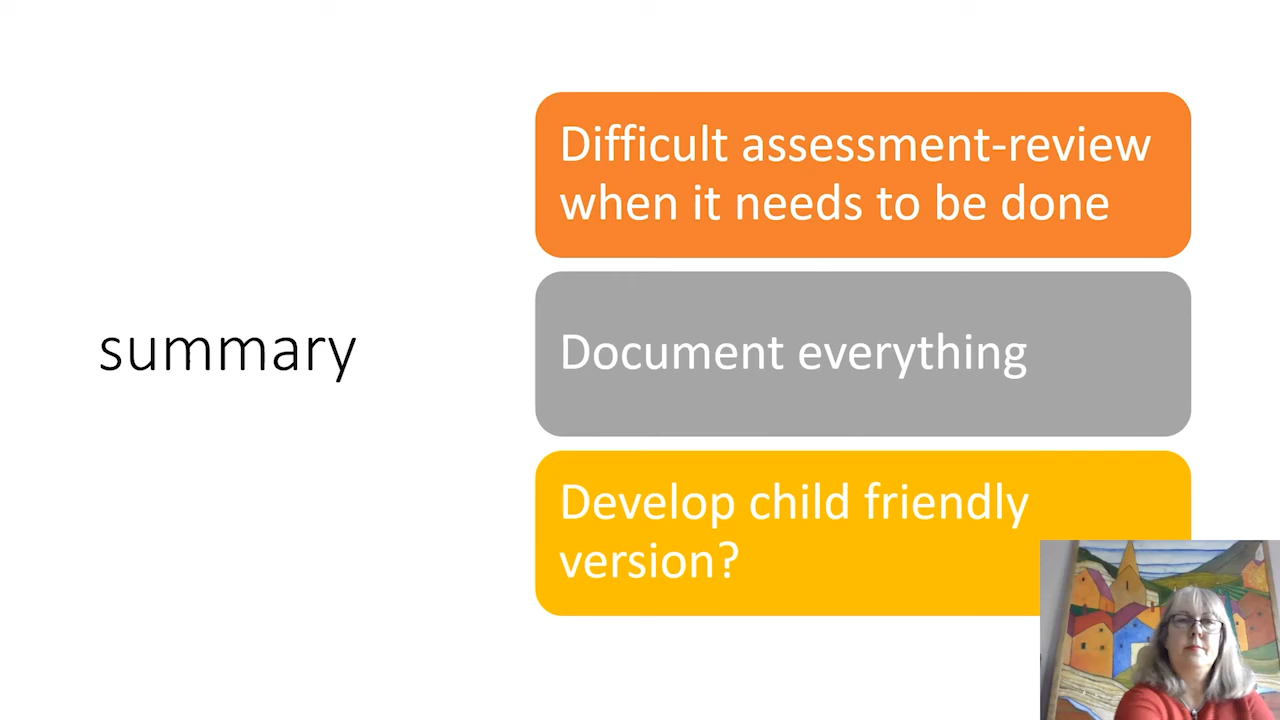 summary
Difficult assessment-review
when it needs to be done
Document everything
Develop child friendly
version?